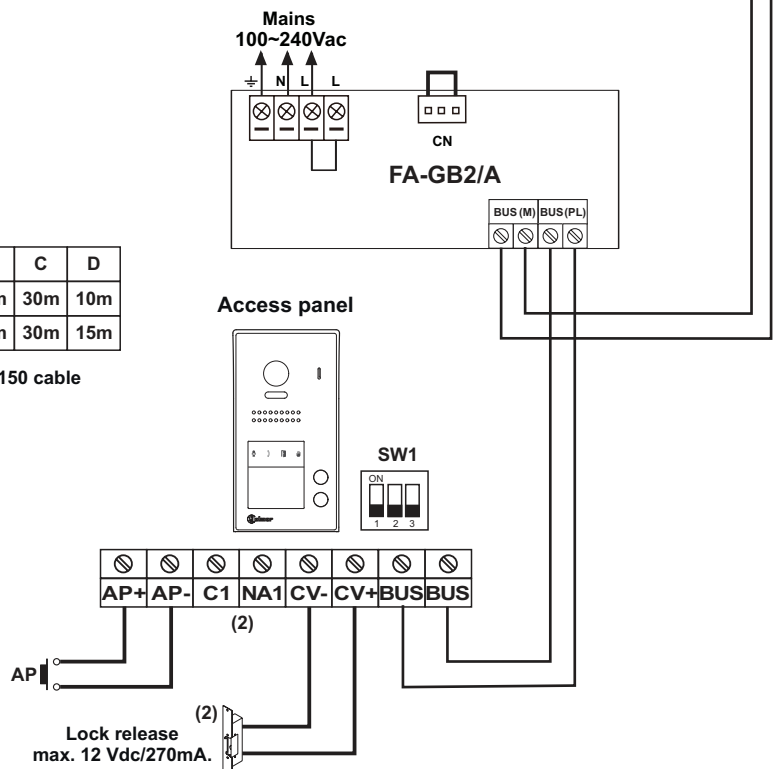 Mains
100~240Vac
N L L
CN
FA-GB2/A
BUS (M) BUS (PL)
C D
30m 10m
30m 15m
150 cable
Access panel
SW1
ON
1 2 3
AP+ AP- C1 NA1 CV- CV+ BUS BUS
(2)
AP
(2)
Lock release
max. 12 Vdc/270mA.